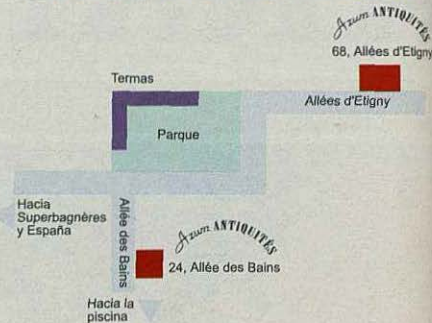 Azum ANTIQUITÉS
68, Allées d'Etigny
Termas
Allées d'Etigny
Parque
Hacia
Superbagnères
y España
Allée des Bains
Azum ANTIQUITÉS
24, Allée des Bains
Hacia la
piscina